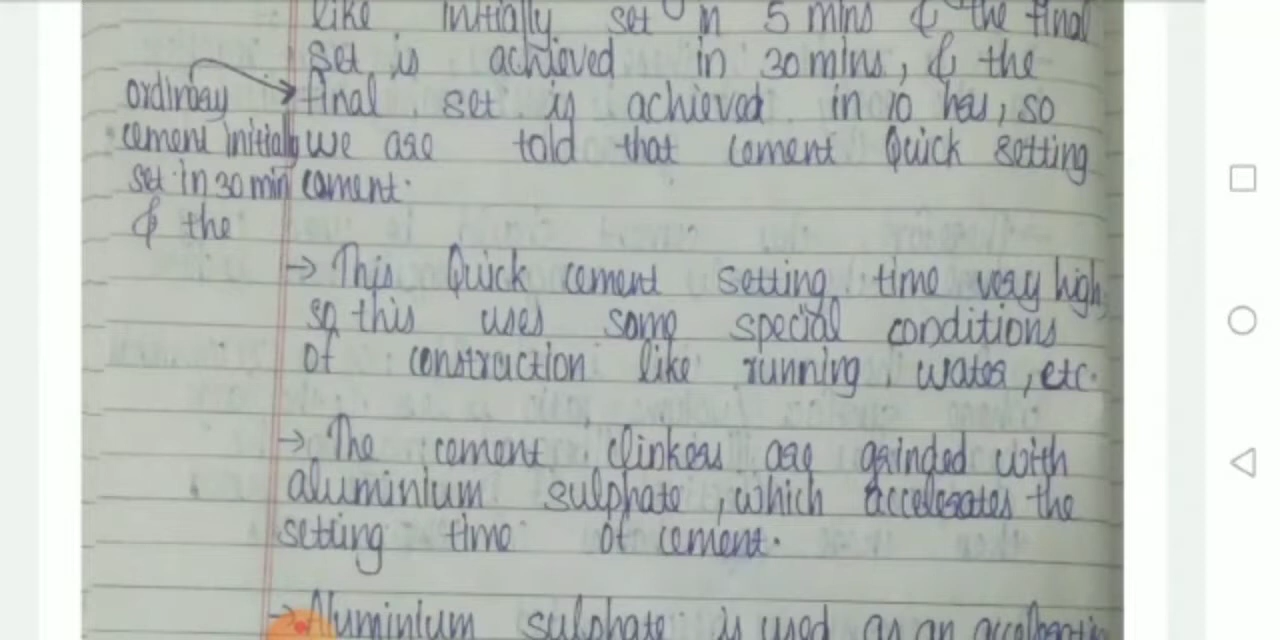 like initially set in 5 mins & the final
set is achieved in 30 mins, & the
final set is achieved in 10 hrs, so
ordinary
cement initially
set in 30 min
& the
we are told that cement Quick setting
cement.
→ This Quick cement setting time very high,
so this uses some special conditions
of construction like running, water, etc.
→ The cement clinkers are grinded with
aluminium sulphate, which accelerates the
setting time of cement.
→ Aluminium sulphate is used as an